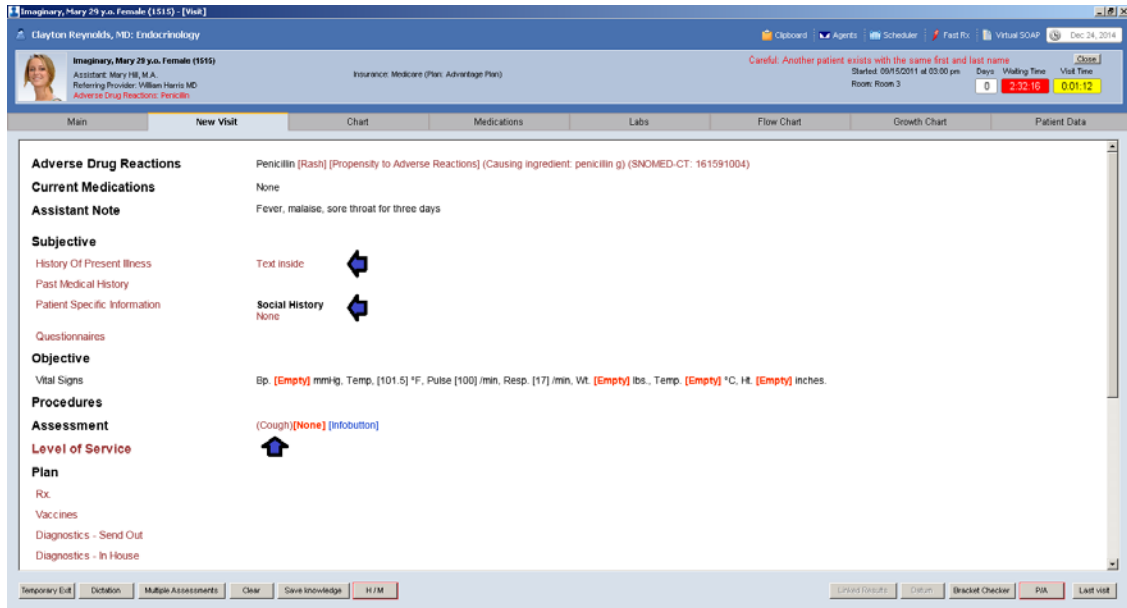 Imaginary, Mary 29 y.o. Female (1515) - [Visit]
Clayton Reynolds, MD: Endocrinology
Clipboard Agents Scheduler Fast Rx Virtual SOAP Dec 24, 2014
Imaginary, Mary 29 y.o. Female (1515)
Assistant: Mary Hill, M.A.
Referring Provider: William Harris MD
Adverse Drug Reactions: Penicillin
Insurance: Medicare (Plan: Advantage Plan)
Careful: Another patient exists with the same first and last name
Started: 09/15/2011 at 03:00 pm
Room: Room 3
Days Waiting Time Visit Time
0 2:32:16 0:01:12
Close
Main New Visit Chart Medications Labs Flow Chart Growth Chart Patient Data
Adverse Drug Reactions Penicillin [Rash] [Propensity to Adverse Reactions] (Causing ingredient: penicillin g) (SNOMED-CT: 161591004)
Current Medications None
Assistant Note Fever, malaise, sore throat for three days
Subjective
History Of Present Illness Text inside
Past Medical History
Patient Specific Information Social History
None
Questionnaires
Objective
Vital Signs Bp. [Empty] mmHg, Temp, [101.5] °F, Pulse [100] /min, Resp. [17] /min, Wt. [Empty] lbs., Temp. [Empty] °C, Ht. [Empty] inches.
Procedures
Assessment (Cough)[None] [Infobutton]
Level of Service
Plan
Rx.
Vaccines
Diagnostics - Send Out
Diagnostics - In House
Temporary Exit Dictation Multiple Assessments Clear Save knowledge H / M Linked Results Datum Bracket Checker P/A Last visit